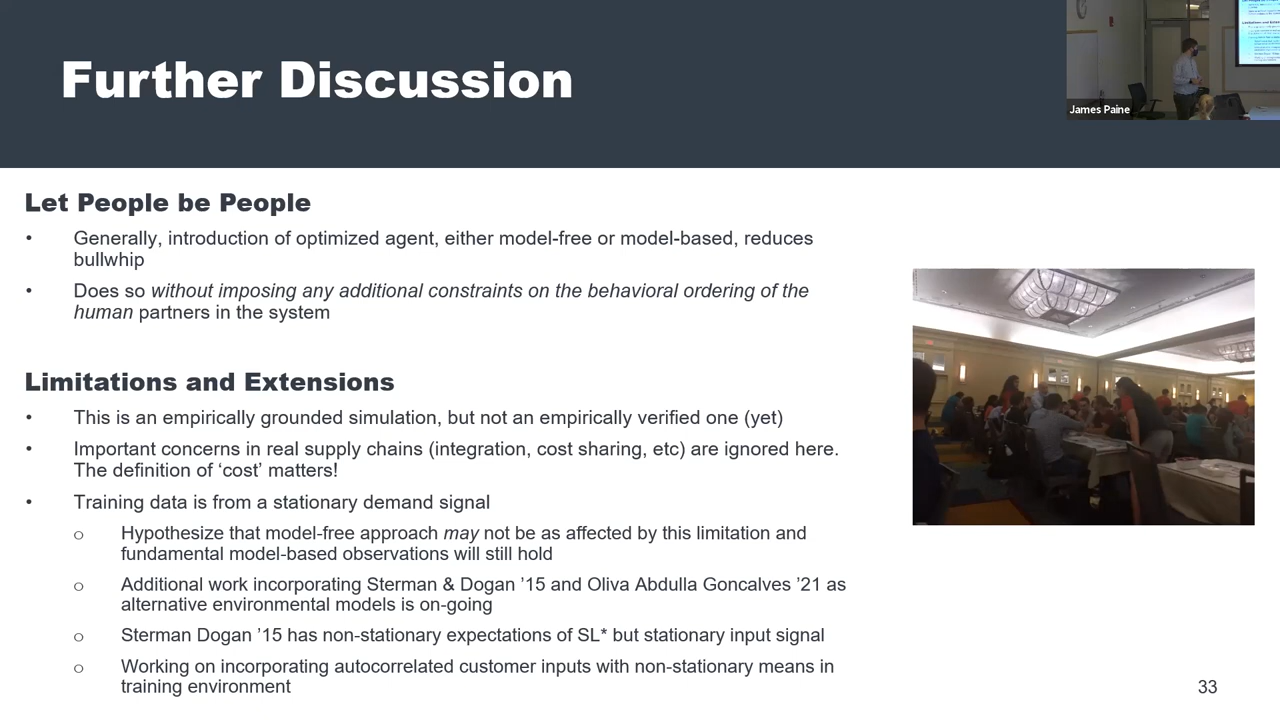 Further Discussion
James Paine
Let People be People
• Generally, introduction of optimized agent, either model-free or model-based, reduces
bullwhip
• Does so without imposing any additional constraints on the behavioral ordering of the
human partners in the system
Limitations and Extensions
• This is an empirically grounded simulation, but not an empirically verified one (yet)
• Important concerns in real supply chains (integration, cost sharing, etc) are ignored here.
The definition of ‘cost’ matters!
• Training data is from a stationary demand signal
o Hypothesize that model-free approach may not be as affected by this limitation and
fundamental model-based observations will still hold
o Additional work incorporating Sterman & Dogan ’15 and Oliva Abdulla Goncalves ’21 as
alternative environmental models is on-going
o Sterman Dogan ’15 has non-stationary expectations of SL* but stationary input signal
o Working on incorporating autocorrelated customer inputs with non-stationary means in
training environment
33